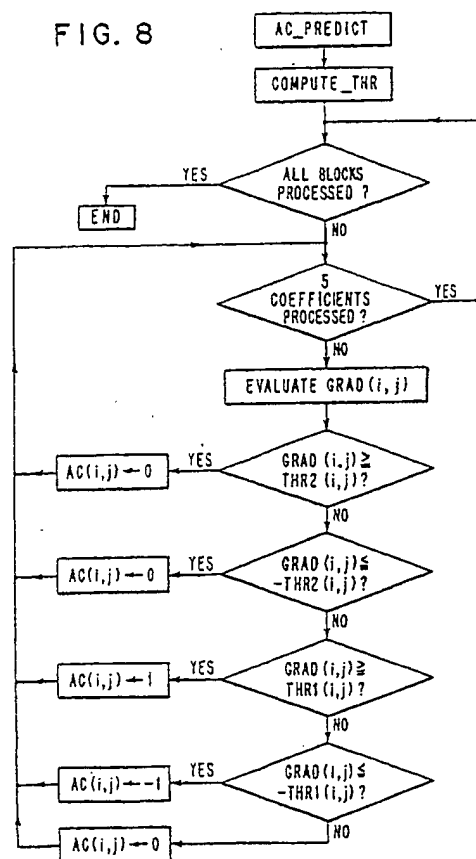 FIG. 8
AC_PREDICT
COMPUTE_THR
ALL BLOCKS
PROCESSED ?
YES
END
NO
5
COEFFICIENTS
PROCESSED ?
YES
NO
EVALUATE GRAD(i, j)
GRAD (i,j) ≧
THR2 (i,j) ?
YES
AC(i,j) ← 0
NO
GRAD (i,j) ≦
-THR2 (i,j) ?
YES
AC(i,j) ← 0
NO
GRAD(i,j) ≧
THR1(i,j) ?
YES
AC(i,j) ← 1
NO
GRAD(i,j) ≦
-THR1(i,j) ?
YES
AC(i,j) ← -1
NO
AC(i,j) ← 0